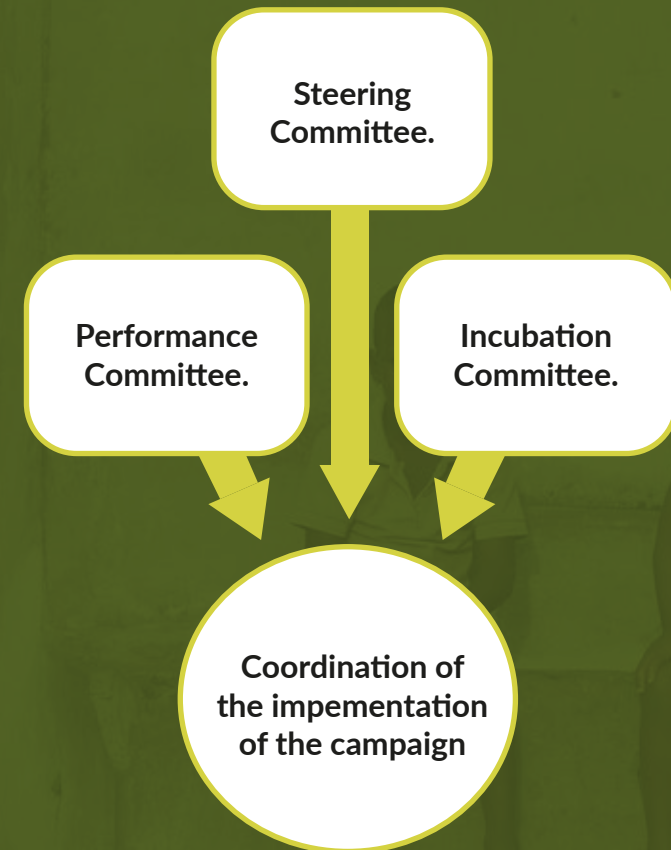 Steering
Committee.
Performance
Committee.
Incubation
Committee.
Coordination of
the impementation
of the campaign